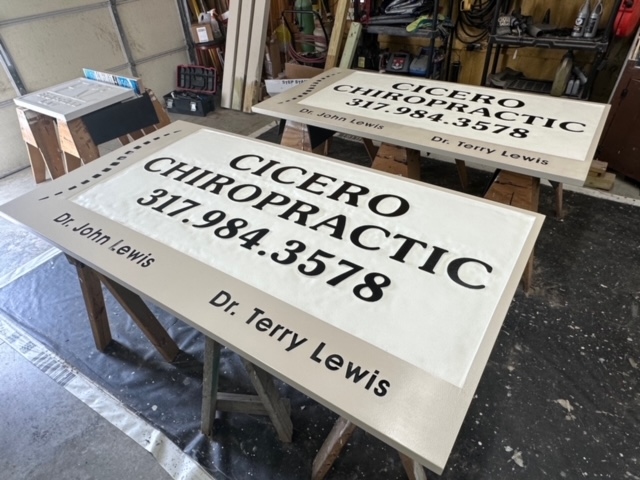 CICERO
CHIROPRACTIC
317.984.3578
Dr. John Lewis
Dr. Terry Lewis
CICERO
CHIROPRACTIC
317.984.3578
Dr. John Lewis
Dr. Terry Lewis